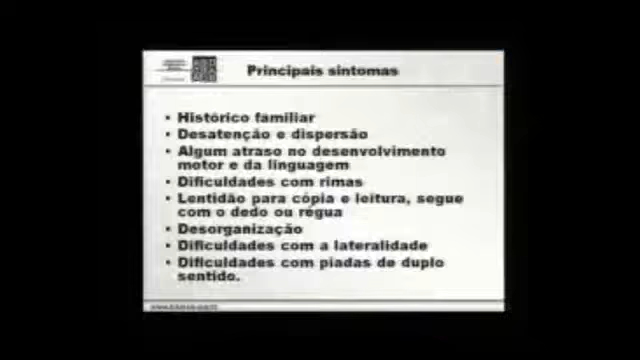 Principais sintomas
• Histórico familiar
• Desatenção e dispersão
• Algum atraso no desenvolvimento
motor e da linguagem
• Dificuldades com rimas
• Lentidão para cópia e leitura, segue
com o dedo ou régua
• Desorganização
• Dificuldades com a lateralidade
• Dificuldades com piadas de duplo
sentido.